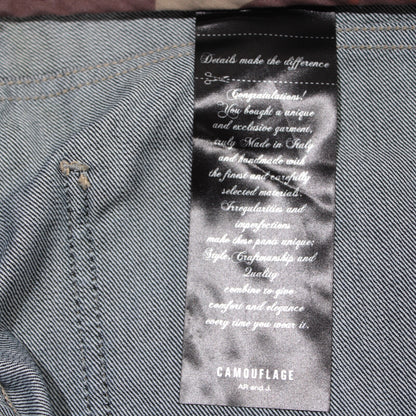 Details make the difference
Congratulations!
You bought a unique
and exclusive garment,
truly Made in Italy
and handmade with
the finest and carefully
selected materials.
Irregularities and
imperfections
make these pants unique:
Style, Craftmanship and
Quality
combine to give
comfort and elegance
every time you wear it.
CAMOUFLAGE
AR and J.